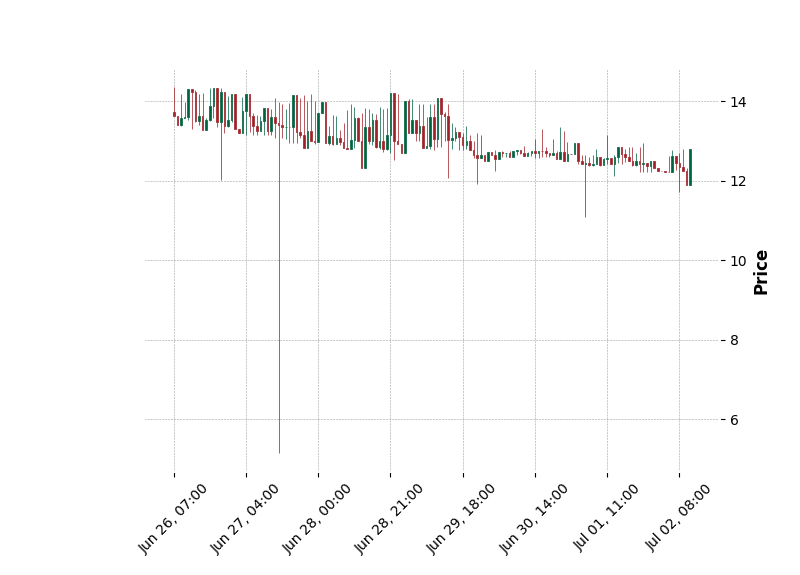 14
12
10
8
6
Price
Jun 26, 07:00
Jun 27, 04:00
Jun 28, 00:00
Jun 28, 21:00
Jun 29, 18:00
Jun 30, 14:00
Jul 01, 11:00
Jul 02, 08:00